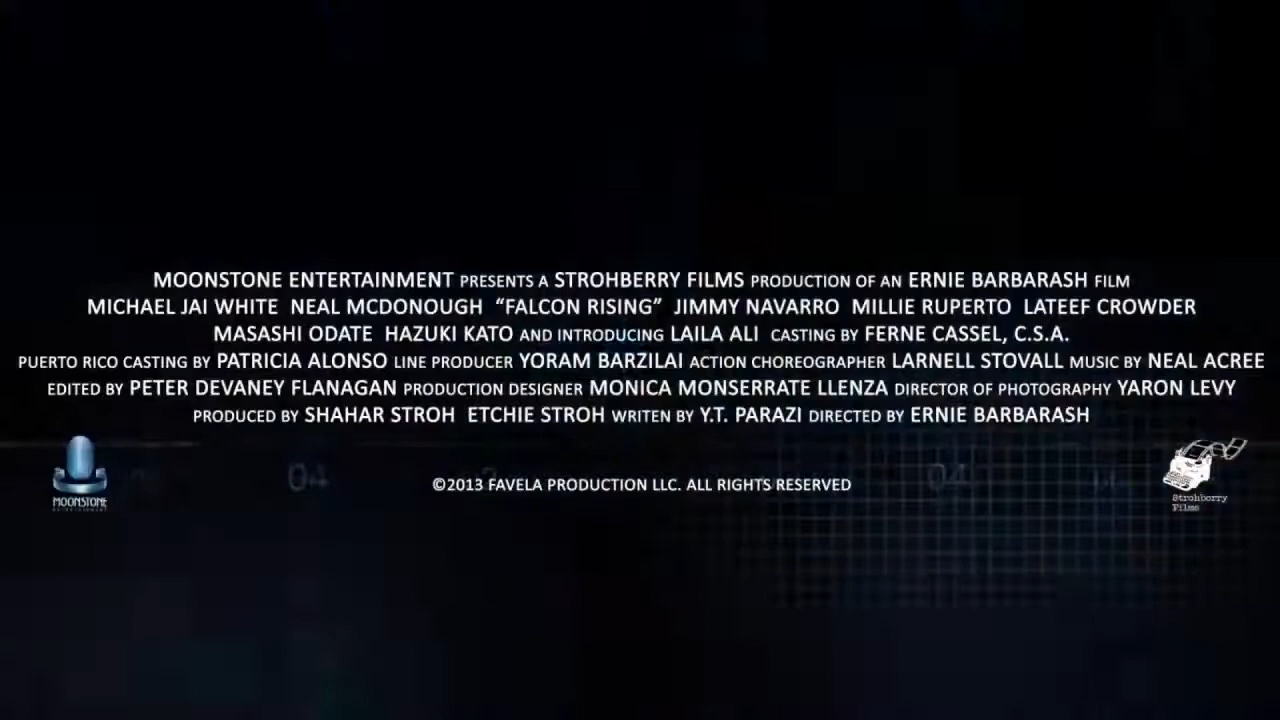 MOONSTONE ENTERTAINMENT PRESENTS A STROHBERRY FILMS PRODUCTION OF AN ERNIE BARBARASH FILM
MICHAEL JAI WHITE NEAL MCDONOUGH “FALCON RISING” JIMMY NAVARRO MILLIE RUPERTO LATEEF CROWDER
MASASHI ODATE HAZUKI KATO AND INTRODUCING LAILA ALI CASTING BY FERNE CASSEL, C.S.A.
PUERTO RICO CASTING BY PATRICIA ALONSO LINE PRODUCER YORAM BARZILAI ACTION CHOREOGRAPHER LARNELL STOVALL MUSIC BY NEAL ACREE
EDITED BY PETER DEVANEY FLANAGAN PRODUCTION DESIGNER MONICA MONSERRATE LLENZA DIRECTOR OF PHOTOGRAPHY YARON LEVY
PRODUCED BY SHAHAR STROH ETCHIE STROH WRITEN BY Y.T. PARAZI DIRECTED BY ERNIE BARBARASH
04
04
©2013 FAVELA PRODUCTION LLC. ALL RIGHTS RESERVED
MOONSTONE
ENTERTAINMENT
Strohberry
Films